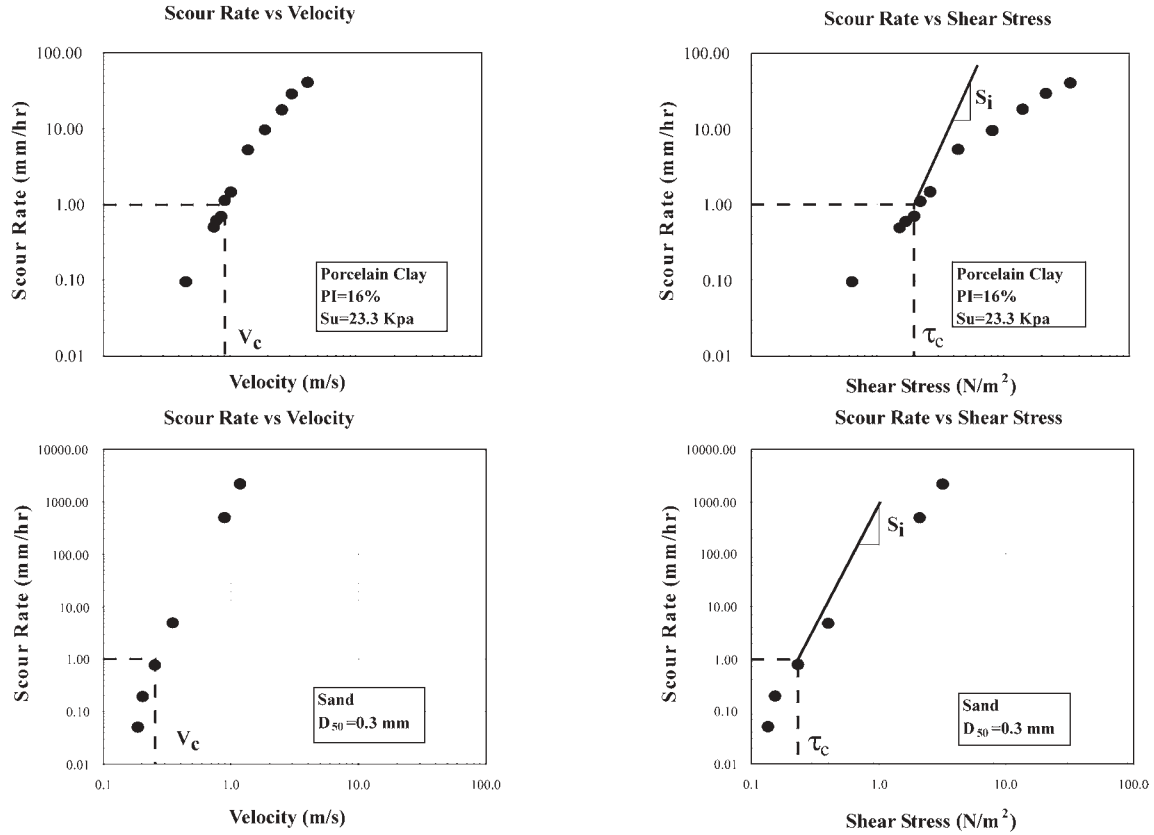 Scour Rate vs Velocity
Scour Rate (mm/hr)
100.00
10.00
1.00
0.10
0.01
Porcelain Clay
PI=16%
Su=23.3 Kpa
Vc
Velocity (m/s)
Scour Rate vs Shear Stress
Scour Rate (mm/hr)
100.00
10.00
1.00
0.10
0.01
Si
Porcelain Clay
PI=16%
Su=23.3 Kpa
τc
Shear Stress (N/m²)
Scour Rate vs Velocity
Scour Rate (mm/hr)
10000.00
1000.00
100.00
10.00
1.00
0.10
0.01
Sand
D₅₀=0.3 mm
Vc
0.1 1.0 10.0 100.0
Velocity (m/s)
Scour Rate vs Shear Stress
Scour Rate (mm/hr)
10000.00
1000.00
100.00
10.00
1.00
0.10
0.01
Si
Sand
D₅₀=0.3 mm
τc
0.1 1.0 10.0 100.0
Shear Stress (N/m²)